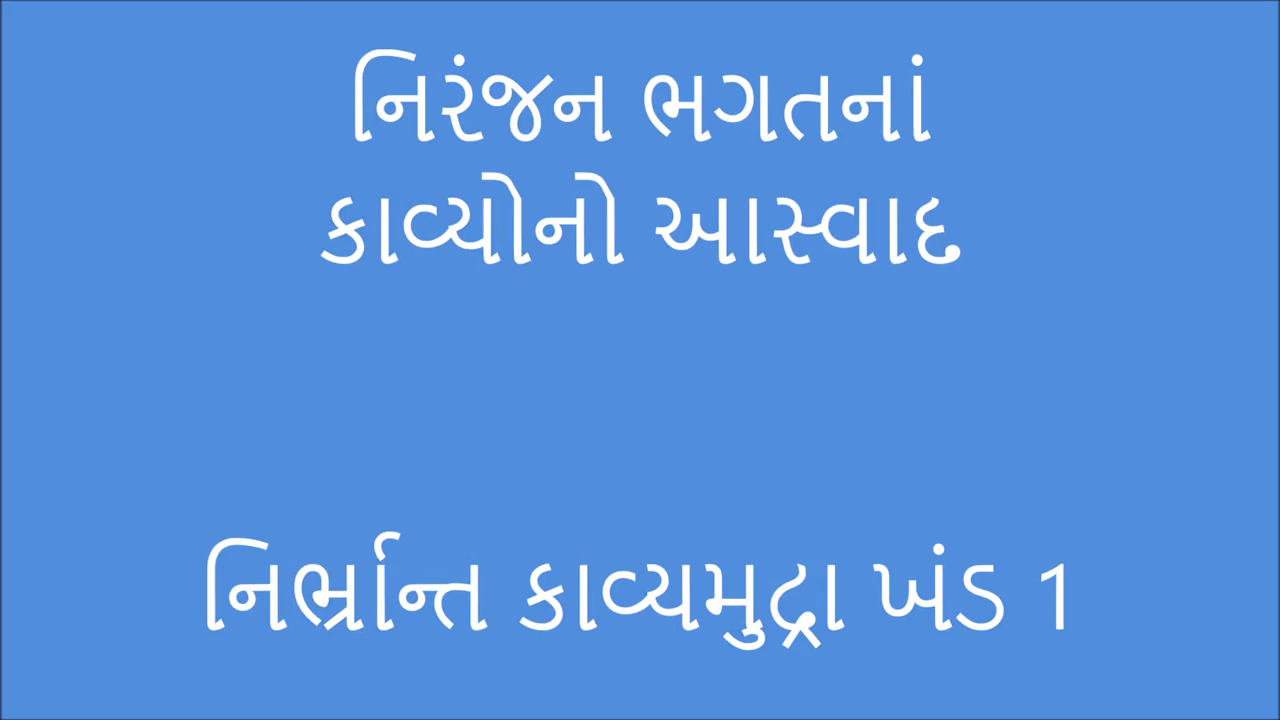 નિરંજન ભગતનાં
કાવ્યોનો આસ્વાદ
નિર્ભ્રાન્ત કાવ્યમુદ્રા ખંડ 1